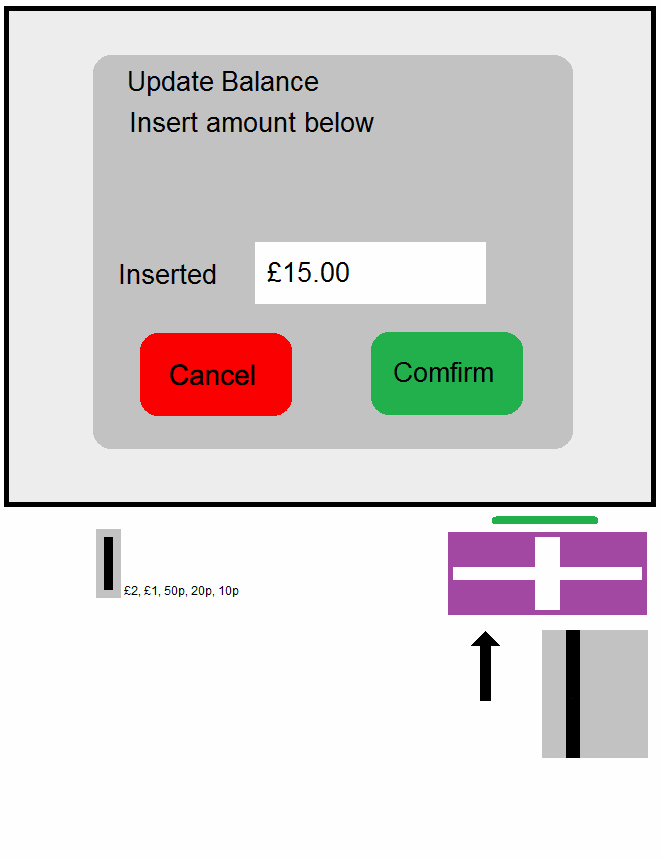 Update Balance
Insert amount below
Inserted
£15.00
Cancel
Comfirm
£2, £1, 50p, 20p, 10p